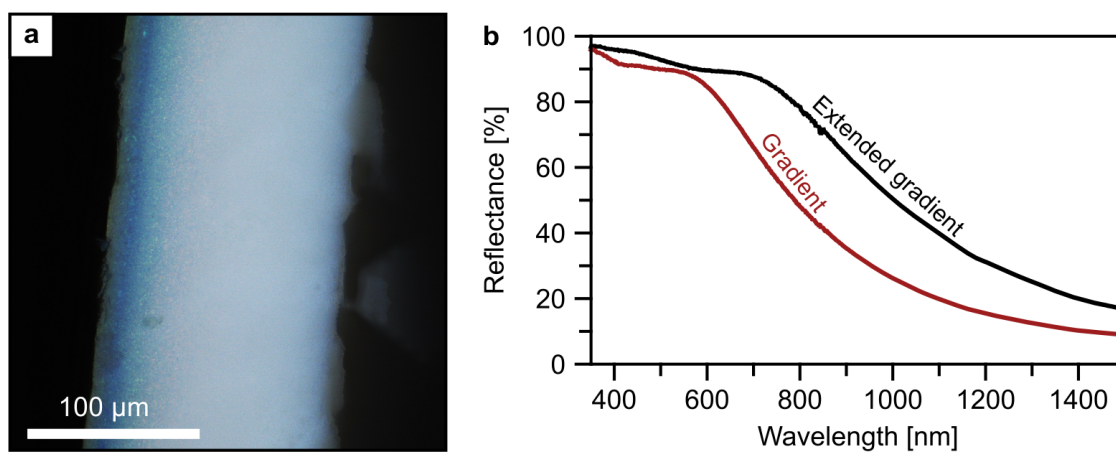 a
100 µm
b
100
80
60
40
20
0
Reflectance [%]
Extended gradient
Gradient
400 600 800 1000 1200 1400
Wavelength [nm]